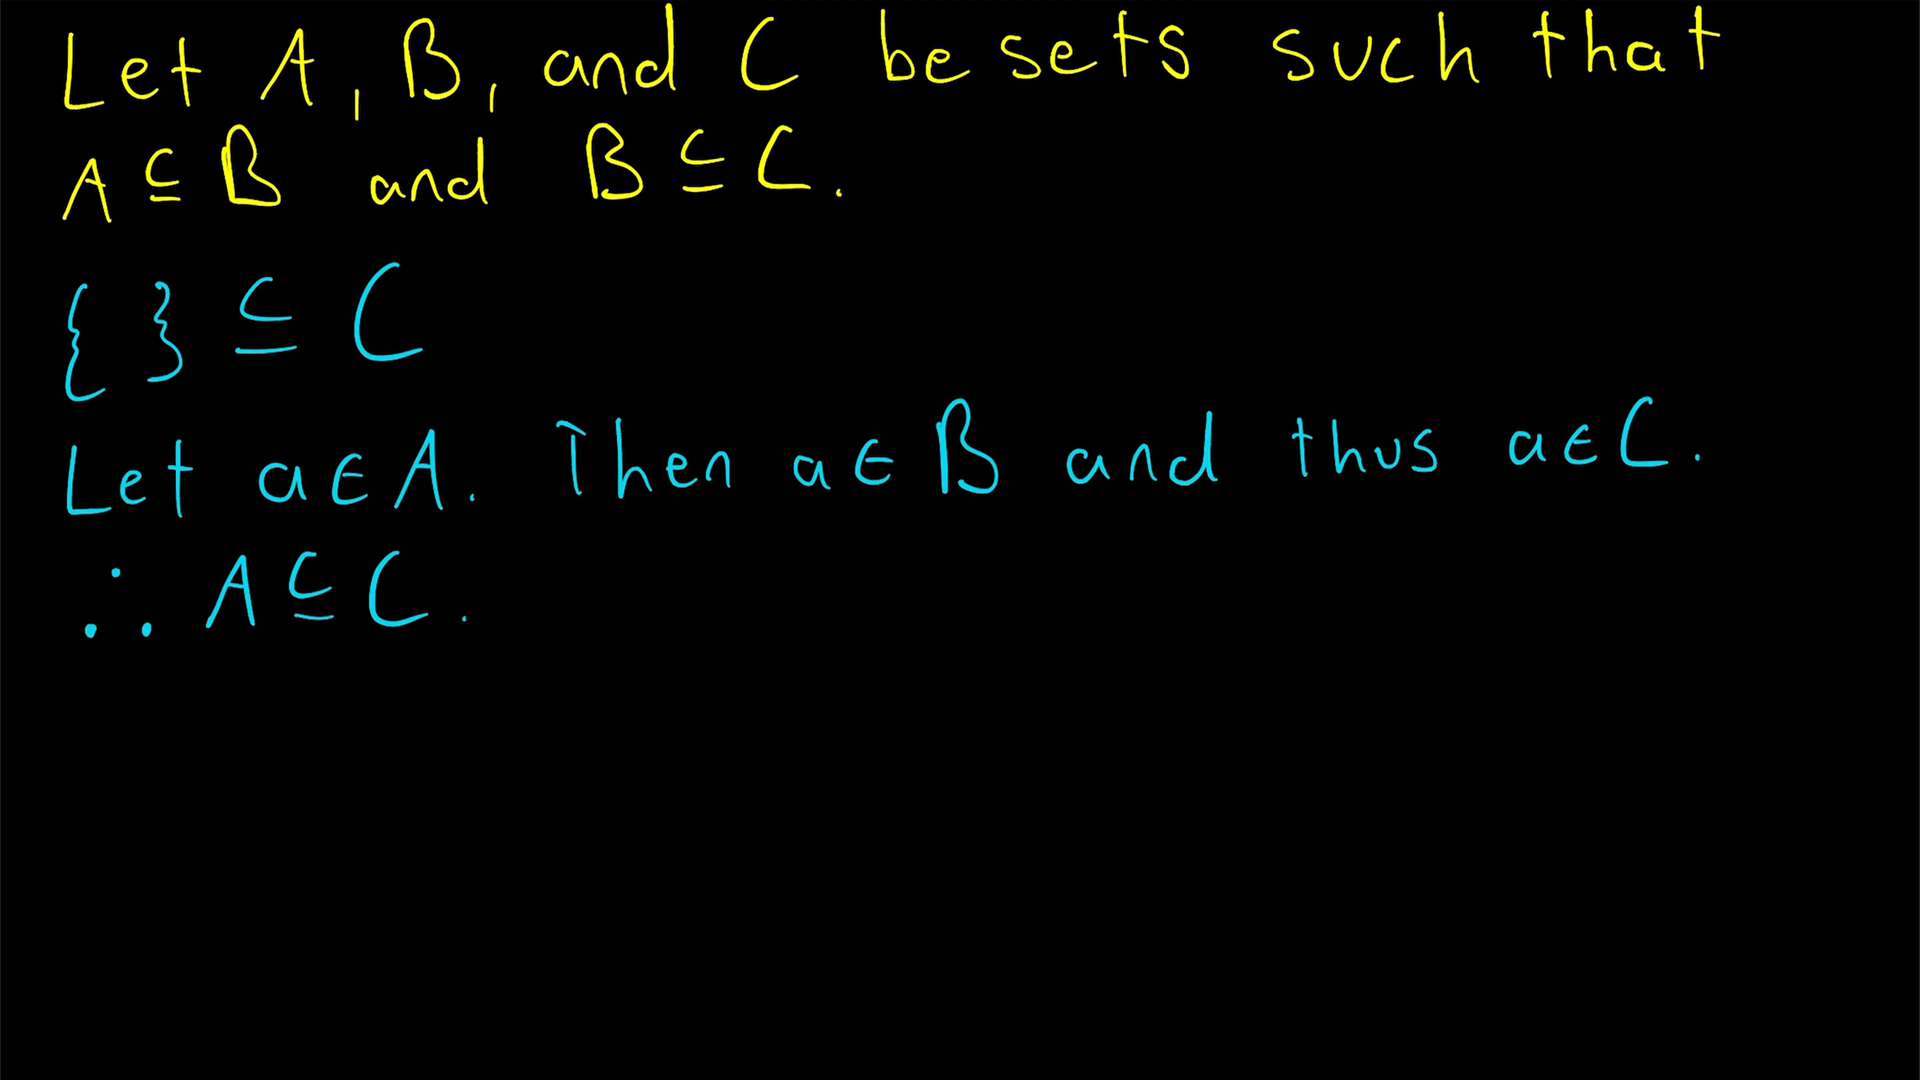 Let A, B, and C be sets such that
A ⊆ B and B ⊆ C.
{ } ⊆ C
Let a ∈ A. Then a ∈ B and thus a ∈ C.
∴ A ⊆ C.